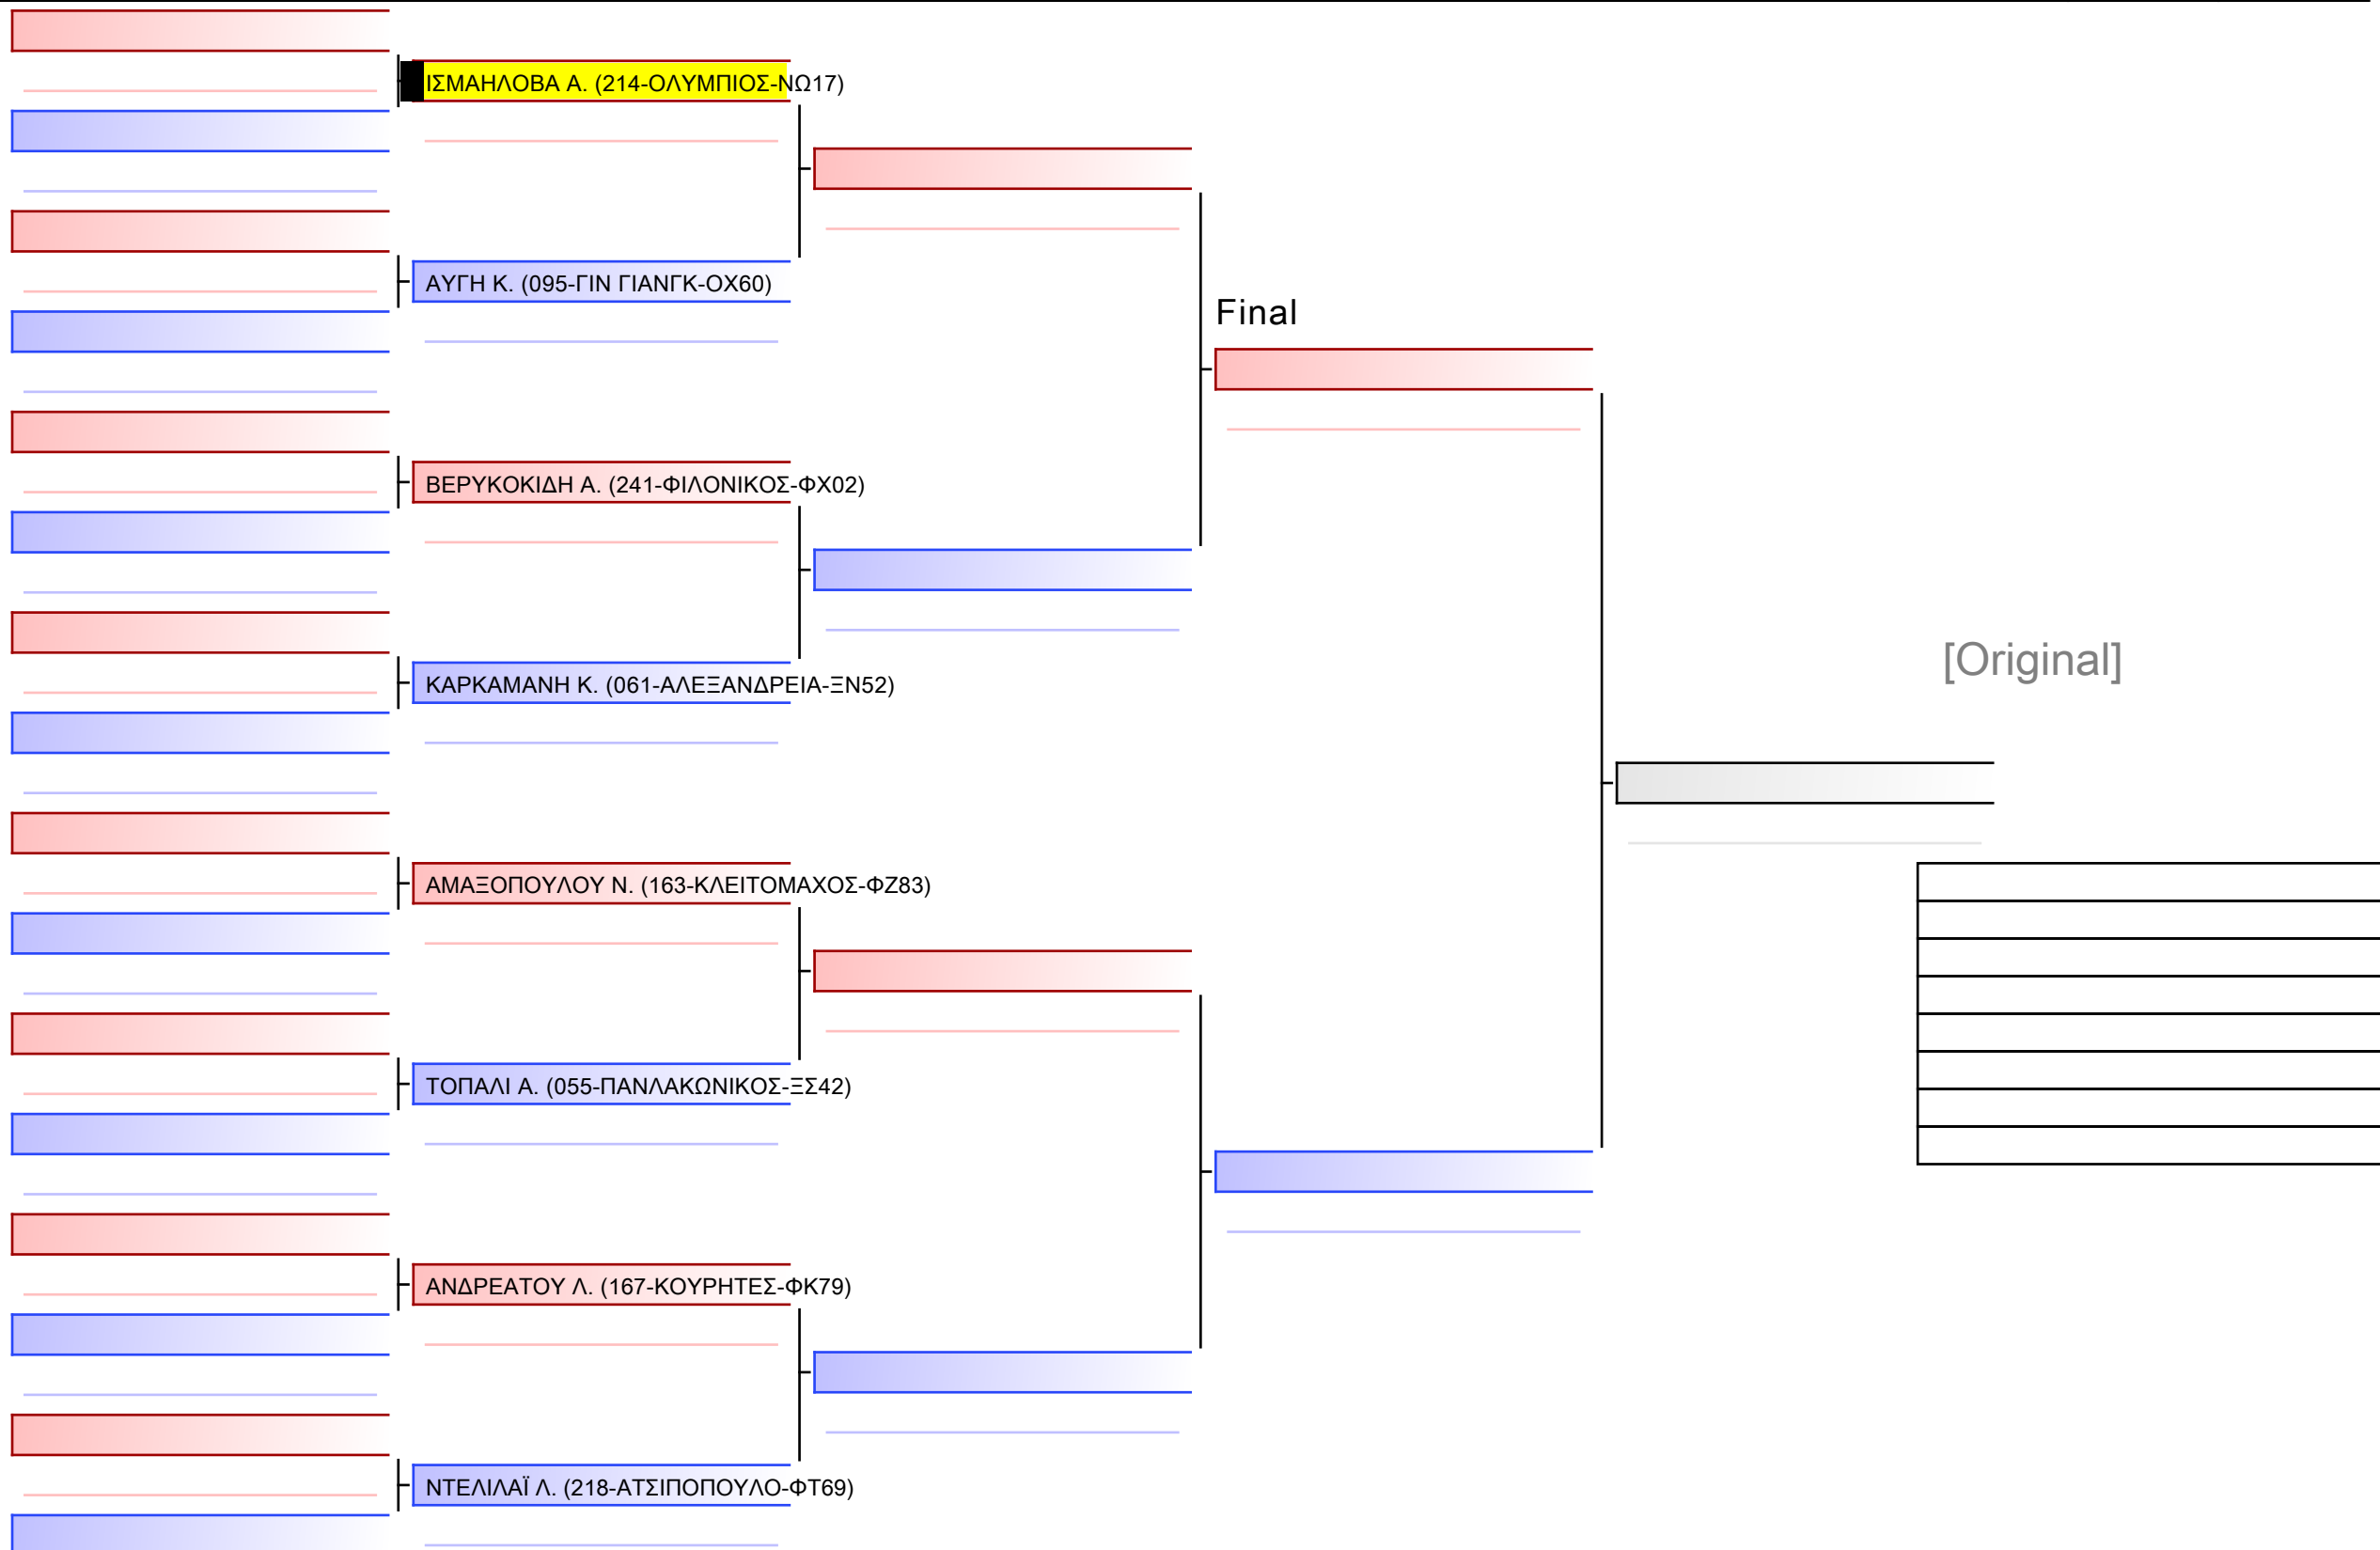 ΙΣΜΑΗΛΟΒΑ Α. (214-ΟΛΥΜΠΙΟΣ-ΝΩ17)
ΑΥΓΗ Κ. (095-ΓΙΝ ΓΙΑΝΓΚ-ΟΧ60)
Final
ΒΕΡΥΚΟΚΙΔΗ Α. (241-ΦΙΛΟΝΙΚΟΣ-ΦΧ02)
[Original]
ΚΑΡΚΑΜΑΝΗ Κ. (061-ΑΛΕΞΑΝΔΡΕΙΑ-ΞΝ52)
ΑΜΑΞΟΠΟΥΛΟΥ Ν. (163-ΚΛΕΙΤΟΜΑΧΟΣ-ΦΖ83)
ΤΟΠΑΛΙ Α. (055-ΠΑΝΛΑΚΩΝΙΚΟΣ-ΞΣ42)
ΑΝΔΡΕΑΤΟΥ Λ. (167-ΚΟΥΡΗΤΕΣ-ΦΚ79)
ΝΤΕΛΙΛΑΪ Λ. (218-ΑΤΣΙΠΟΠΟΥΛΟ-ΦΤ69)